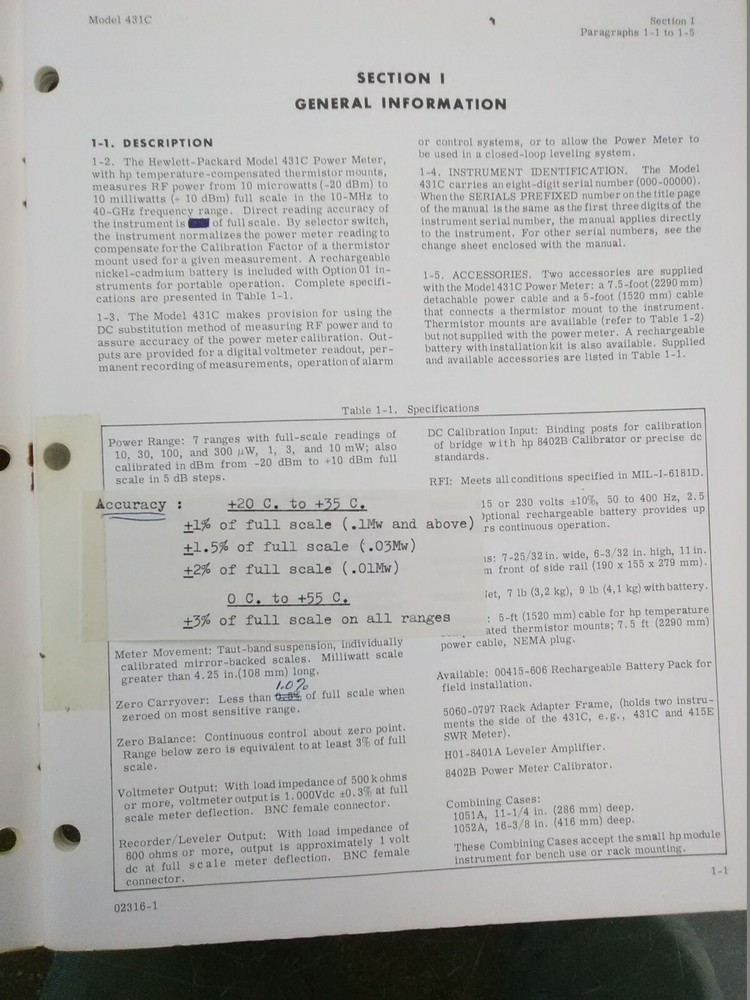 Model 431C
Section I
Paragraphs 1-1 to 1-5
SECTION I
GENERAL INFORMATION
1-1. DESCRIPTION
1-2. The Hewlett-Packard Model 431C Power Meter,
with hp temperature-compensated thermistor mounts,
measures RF power from 10 microwatts (-20 dBm) to
10 milliwatts (+ 10 dBm) full scale in the 10-MHz to
40-GHz frequency range. Direct reading accuracy of
the instrument is of full scale. By selector switch,
the instrument normalizes the power meter reading to
compensate for the Calibration Factor of a thermistor
mount used for a given measurement. A rechargeable
nickel-cadmium battery is included with Option 01 in-
struments for portable operation. Complete specifi-
cations are presented in Table 1-1.
1-3. The Model 431C makes provision for using the
DC substitution method of measuring RF power and to
assure accuracy of the power meter calibration. Out-
puts are provided for a digital voltmeter readout, per-
manent recording of measurements, operation of alarm
or control systems, or to allow the Power Meter to
be used in a closed-loop leveling system.
1-4. INSTRUMENT IDENTIFICATION. The Model
431C carries an eight-digit serial number (000-00000).
When the SERIALS PREFIXED number on the title page
of the manual is the same as the first three digits of the
instrument serial number, the manual applies directly
to the instrument. For other serial numbers, see the
change sheet enclosed with the manual.
1-5. ACCESSORIES. Two accessories are supplied
with the Model 431C Power Meter: a 7.5-foot (2290 mm)
detachable power cable and a 5-foot (1520 mm) cable
that connects a thermistor mount to the instrument.
Thermistor mounts are available (refer to Table 1-2)
but not supplied with the power meter. A rechargeable
battery with installation kit is also available. Supplied
and available accessories are listed in Table 1-1.
Table 1-1. Specifications
Power Range: 7 ranges with full-scale readings of
10, 30, 100, and 300 μW, 1, 3, and 10 mW; also
calibrated in dBm from -20 dBm to +10 dBm full
scale in 5 dB steps.
Accuracy : +20 C. to +35 C.
±1% of full scale (.1Mw and above)
±1.5% of full scale (.03Mw)
±2% of full scale (.01Mw)
0 C. to +55 C.
±3% of full scale on all ranges
Meter Movement: Taut-band suspension, individually
calibrated mirror-backed scales. Milliwatt scale
greater than 4.25 in.(108 mm) long.
1.0%
Zero Carryover: Less than of full scale when
zeroed on most sensitive range.
Zero Balance: Continuous control about zero point.
Range below zero is equivalent to at least 3% of full
scale.
Voltmeter Output: With load impedance of 500 k ohms
or more, voltmeter output is 1.000Vdc ±0.3% at full
scale meter deflection. BNC female connector.
Recorder/Leveler Output: With load impedance of
600 ohms or more, output is approximately 1 volt
dc at full scale meter deflection. BNC female
connector.
DC Calibration Input: Binding posts for calibration
of bridge with hp 8402B Calibrator or precise dc
standards.
RFI: Meets all conditions specified in MIL-I-6181D.
15 or 230 volts ±10%, 50 to 400 Hz, 2.5
Optional rechargeable battery provides up
rs continuous operation.
ns: 7-25/32 in. wide, 6-3/32 in. high, 11 in.
m front of side rail (190 x 155 x 279 mm).
et, 7 lb (3,2 kg), 9 lb (4,1 kg) with battery.
: 5-ft (1520 mm) cable for hp temperature
ated thermistor mounts; 7.5 ft (2290 mm)
power cable, NEMA plug.
Available: 00415-606 Rechargeable Battery Pack for
field installation.
5060-0797 Rack Adapter Frame, (holds two instru-
ments the side of the 431C, e.g., 431C and 415E
SWR Meter).
H01-8401A Leveler Amplifier.
8402B Power Meter Calibrator.
Combining Cases:
1051A, 11-1/4 in. (286 mm) deep.
1052A, 16-3/8 in. (416 mm) deep.
These Combining Cases accept the small hp module
instrument for bench use or rack mounting.
02316-1
1-1